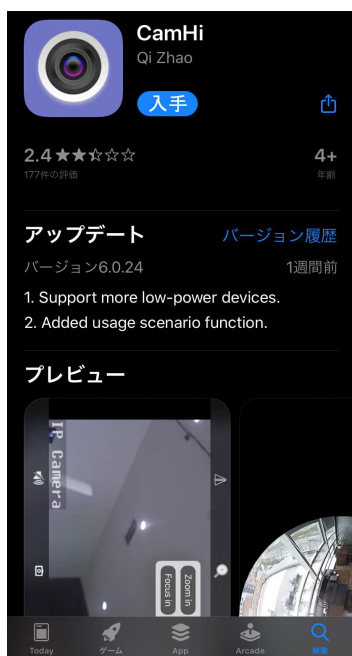 CamHi
Qi Zhao
入手
2.4
4+
177件の評価
年齢
アップデート
バージョン履歴
バージョン6.0.24
1週間前
1. Support more low-power devices.
2. Added usage scenario function.
プレビュー
IP Camera
Zoom in
Focus in
Today
ゲーム
App
Arcade
検索